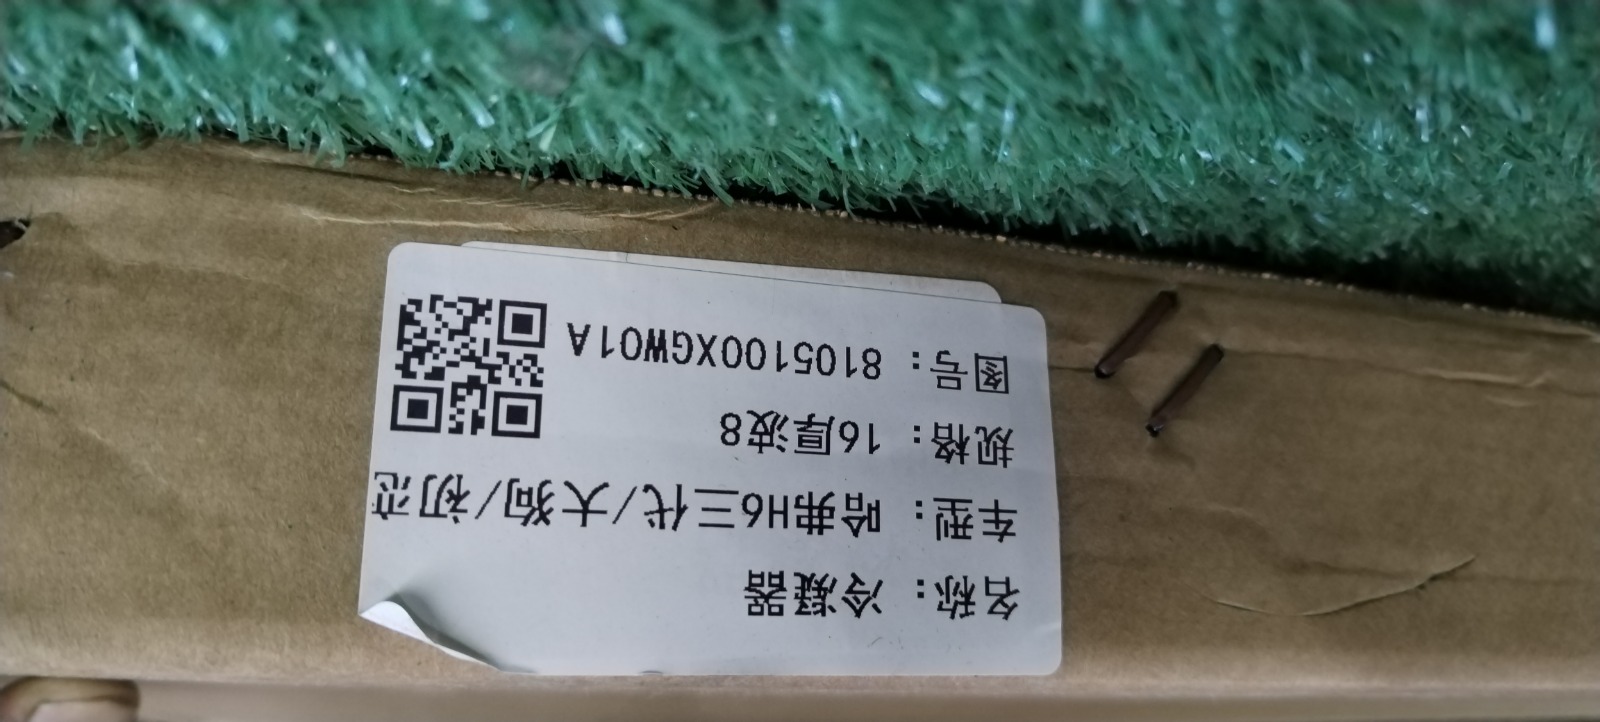 名称：冷凝器
车型：哈弗H6三代/大狗/初恋
规格：16厚波8
图号：8105100XGW01A